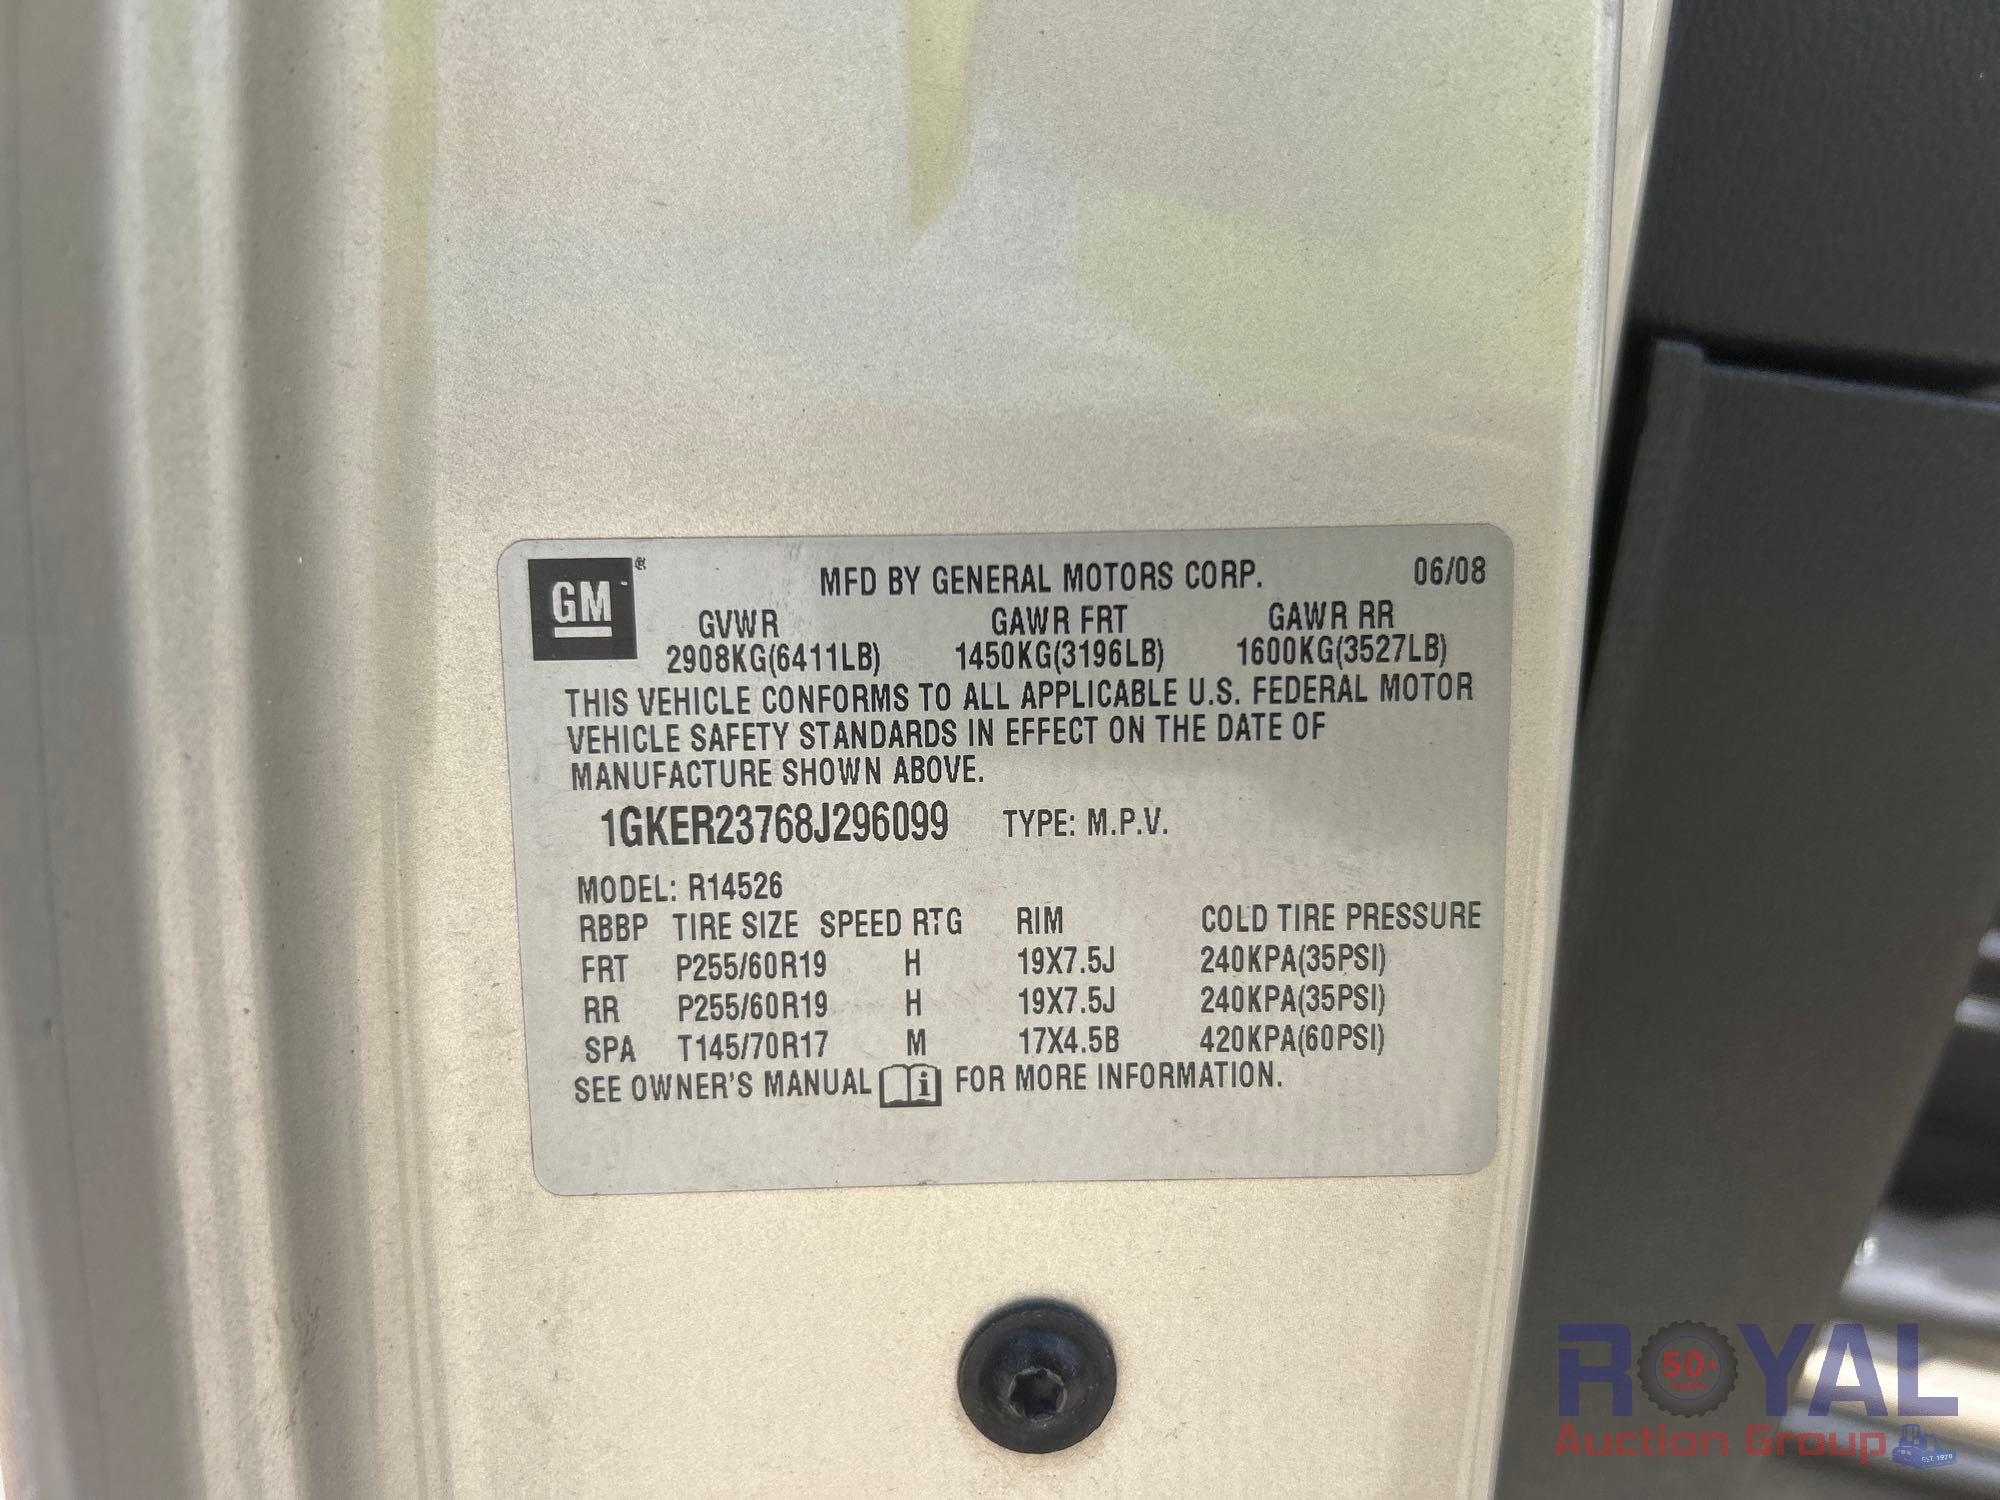 GM
MFD BY GENERAL MOTORS CORP. 06/08
GVWR GAWR FRT GAWR RR
2908KG(6411LB) 1450KG(3196LB) 1600KG(3527LB)
THIS VEHICLE CONFORMS TO ALL APPLICABLE U.S. FEDERAL MOTOR
VEHICLE SAFETY STANDARDS IN EFFECT ON THE DATE OF
MANUFACTURE SHOWN ABOVE.
1GKER23768J296099 TYPE: M.P.V.
MODEL: R14526
RBBP TIRE SIZE SPEED RTG RIM COLD TIRE PRESSURE
FRT P255/60R19 H 19X7.5J 240KPA(35PSI)
RR P255/60R19 H 19X7.5J 240KPA(35PSI)
SPA T145/70R17 M 17X4.5B 420KPA(60PSI)
SEE OWNER'S MANUAL i FOR MORE INFORMATION.
ROYAL
50+
YEARS
Auction Group
EST. 1970